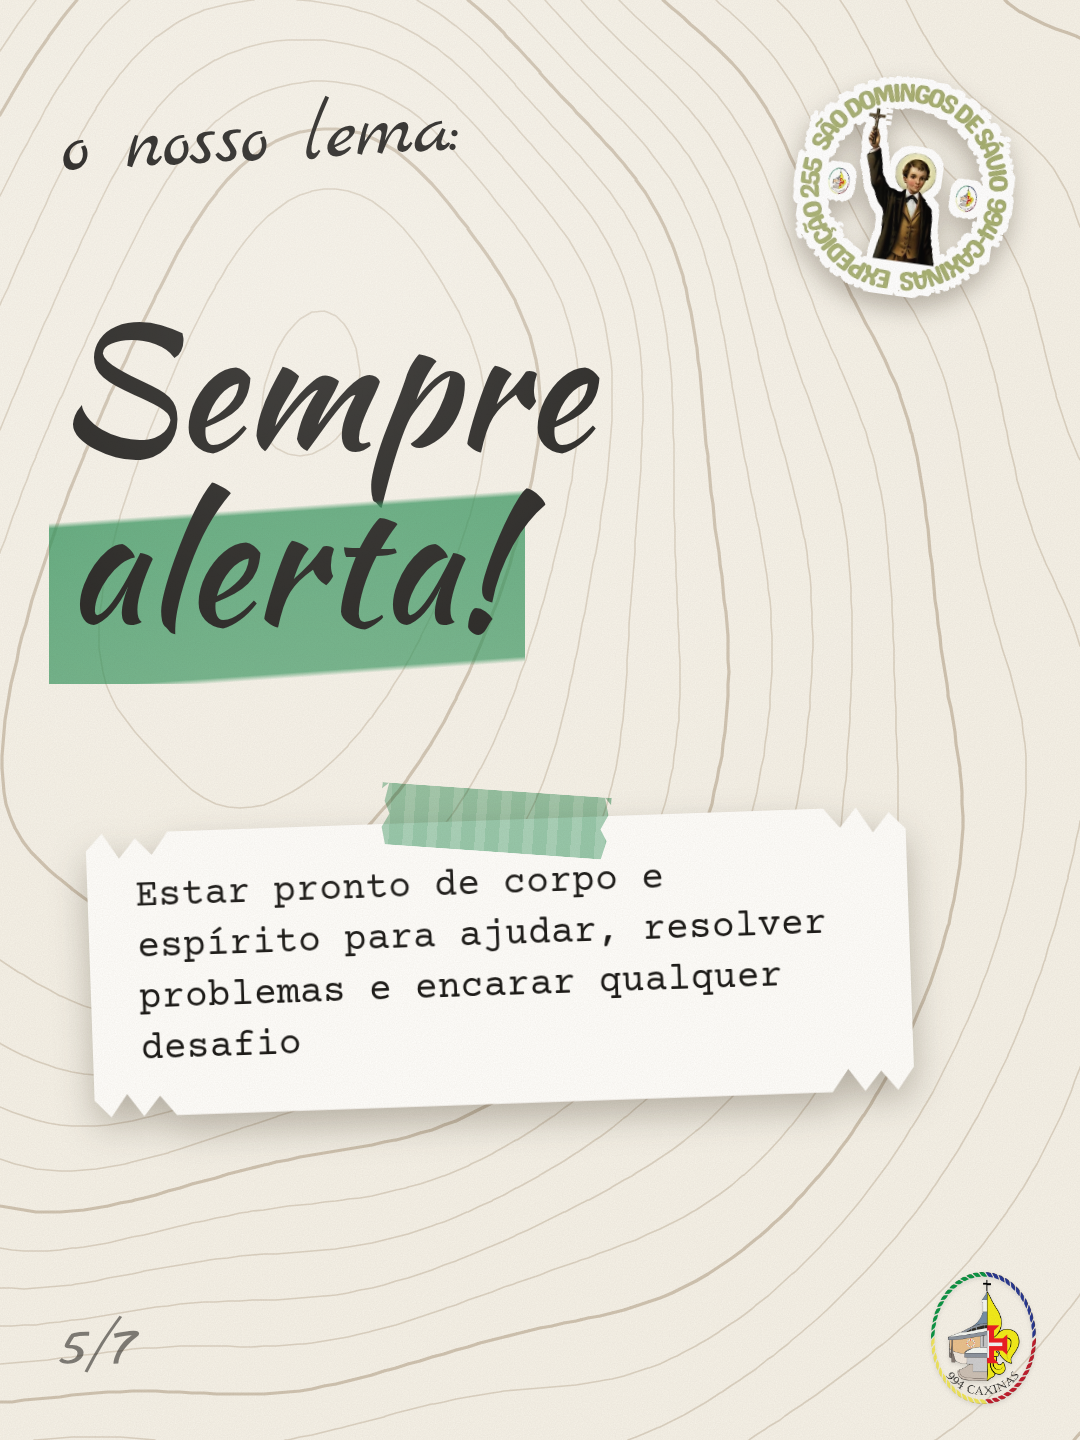 o nosso lema:
SÃO DOMINGOS DE SÁVIO 994-CAXINAS EXPEDIÇÃO 255
Sempre
alerta!
Estar pronto de corpo e
espírito para ajudar, resolver
problemas e encarar qualquer
desafio
5/7
994 CAXINAS